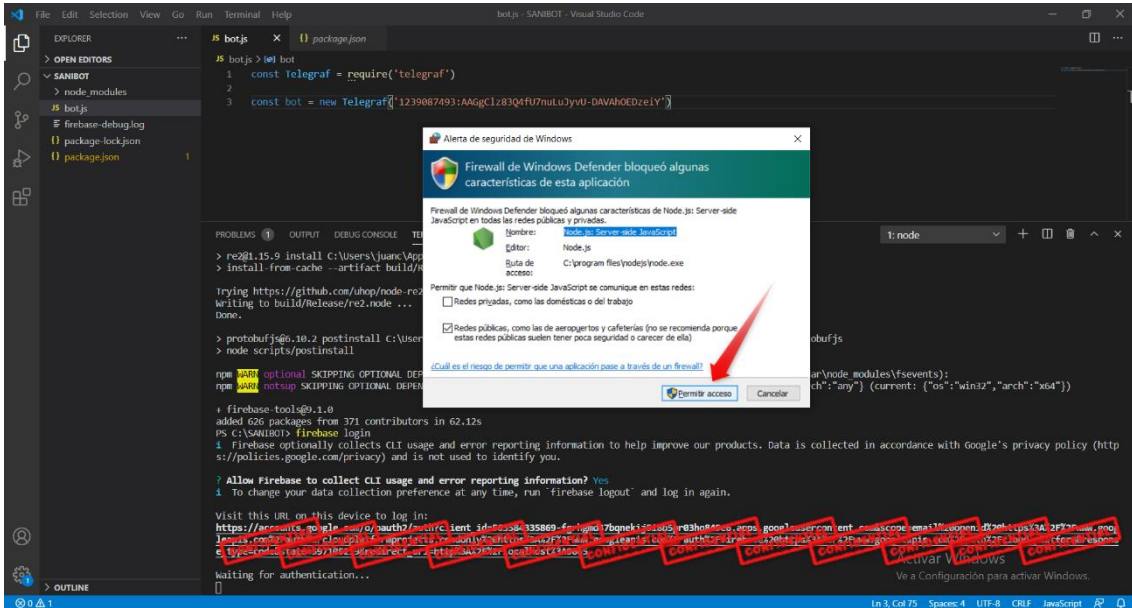 File Edit Selection View Go Run Terminal Help
bot.js - SANIBOT - Visual Studio Code
EXPLORER
OPEN EDITORS
SANIBOT
node_modules
JS bot.js
firebase-debug.log
{} package-lock.json
{} package.json 1
OUTLINE
JS bot.js
{} package.json
JS bot.js > bot
1 const Telegraf = require('telegraf')
2
3 const bot = new Telegraf('1239087493:AAGgClz83Q4fU7nuLuJyvU-DAVAhOEDzeiY')
Alerta de seguridad de Windows
Firewall de Windows Defender bloqueó algunas
características de esta aplicación
Firewall de Windows Defender bloqueó algunas características de Node.js: Server-side
JavaScript en todas las redes públicas y privadas.
Nombre: Node.js: Server-side JavaScript
Editor: Node.js
Ruta de
acceso: C:\program files\nodejs\node.exe
Permitir que Node.js: Server-side JavaScript se comunique en estas redes:
Redes privadas, como las domésticas o del trabajo
Redes públicas, como las de aeropuertos y cafeterías (no se recomienda porque
estas redes públicas suelen tener poca seguridad o carecer de ella)
¿Cuál es el riesgo de permitir que una aplicación pase a través de un firewall?
Permitir acceso Cancelar
PROBLEMS 1 OUTPUT DEBUG CONSOLE TE
1: node
> re2@1.15.9 install C:\Users\juanc\App
> install-from-cache --artifact build/R
Trying https://github.com/uhop/node-re2
Writing to build/Release/re2.node ...
Done.
> protobufjs@6.10.2 postinstall C:\User obufjs
> node scripts/postinstall
npm WARN optional SKIPPING OPTIONAL DEP ar\node_modules\fsevents):
npm WARN notsup SKIPPING OPTIONAL DEPEN ch":"any"} (current: {"os":"win32","arch":"x64"})
+ firebase-tools@9.1.0
added 626 packages from 371 contributors in 62.12s
PS C:\SANIBOT> firebase login
i Firebase optionally collects CLI usage and error reporting information to help improve our products. Data is collected in accordance with Google's privacy policy (http
s://policies.google.com/privacy) and is not used to identify you.
? Allow Firebase to collect CLI usage and error reporting information? Yes
i To change your data collection preference at any time, run `firebase logout` and log in again.
Visit this URL on this device to log in:
Waiting for authentication...
Activar Windows
Ve a Configuración para activar Windows.
0 1
Ln 3, Col 75 Spaces: 4 UTF-8 CRLF JavaScript